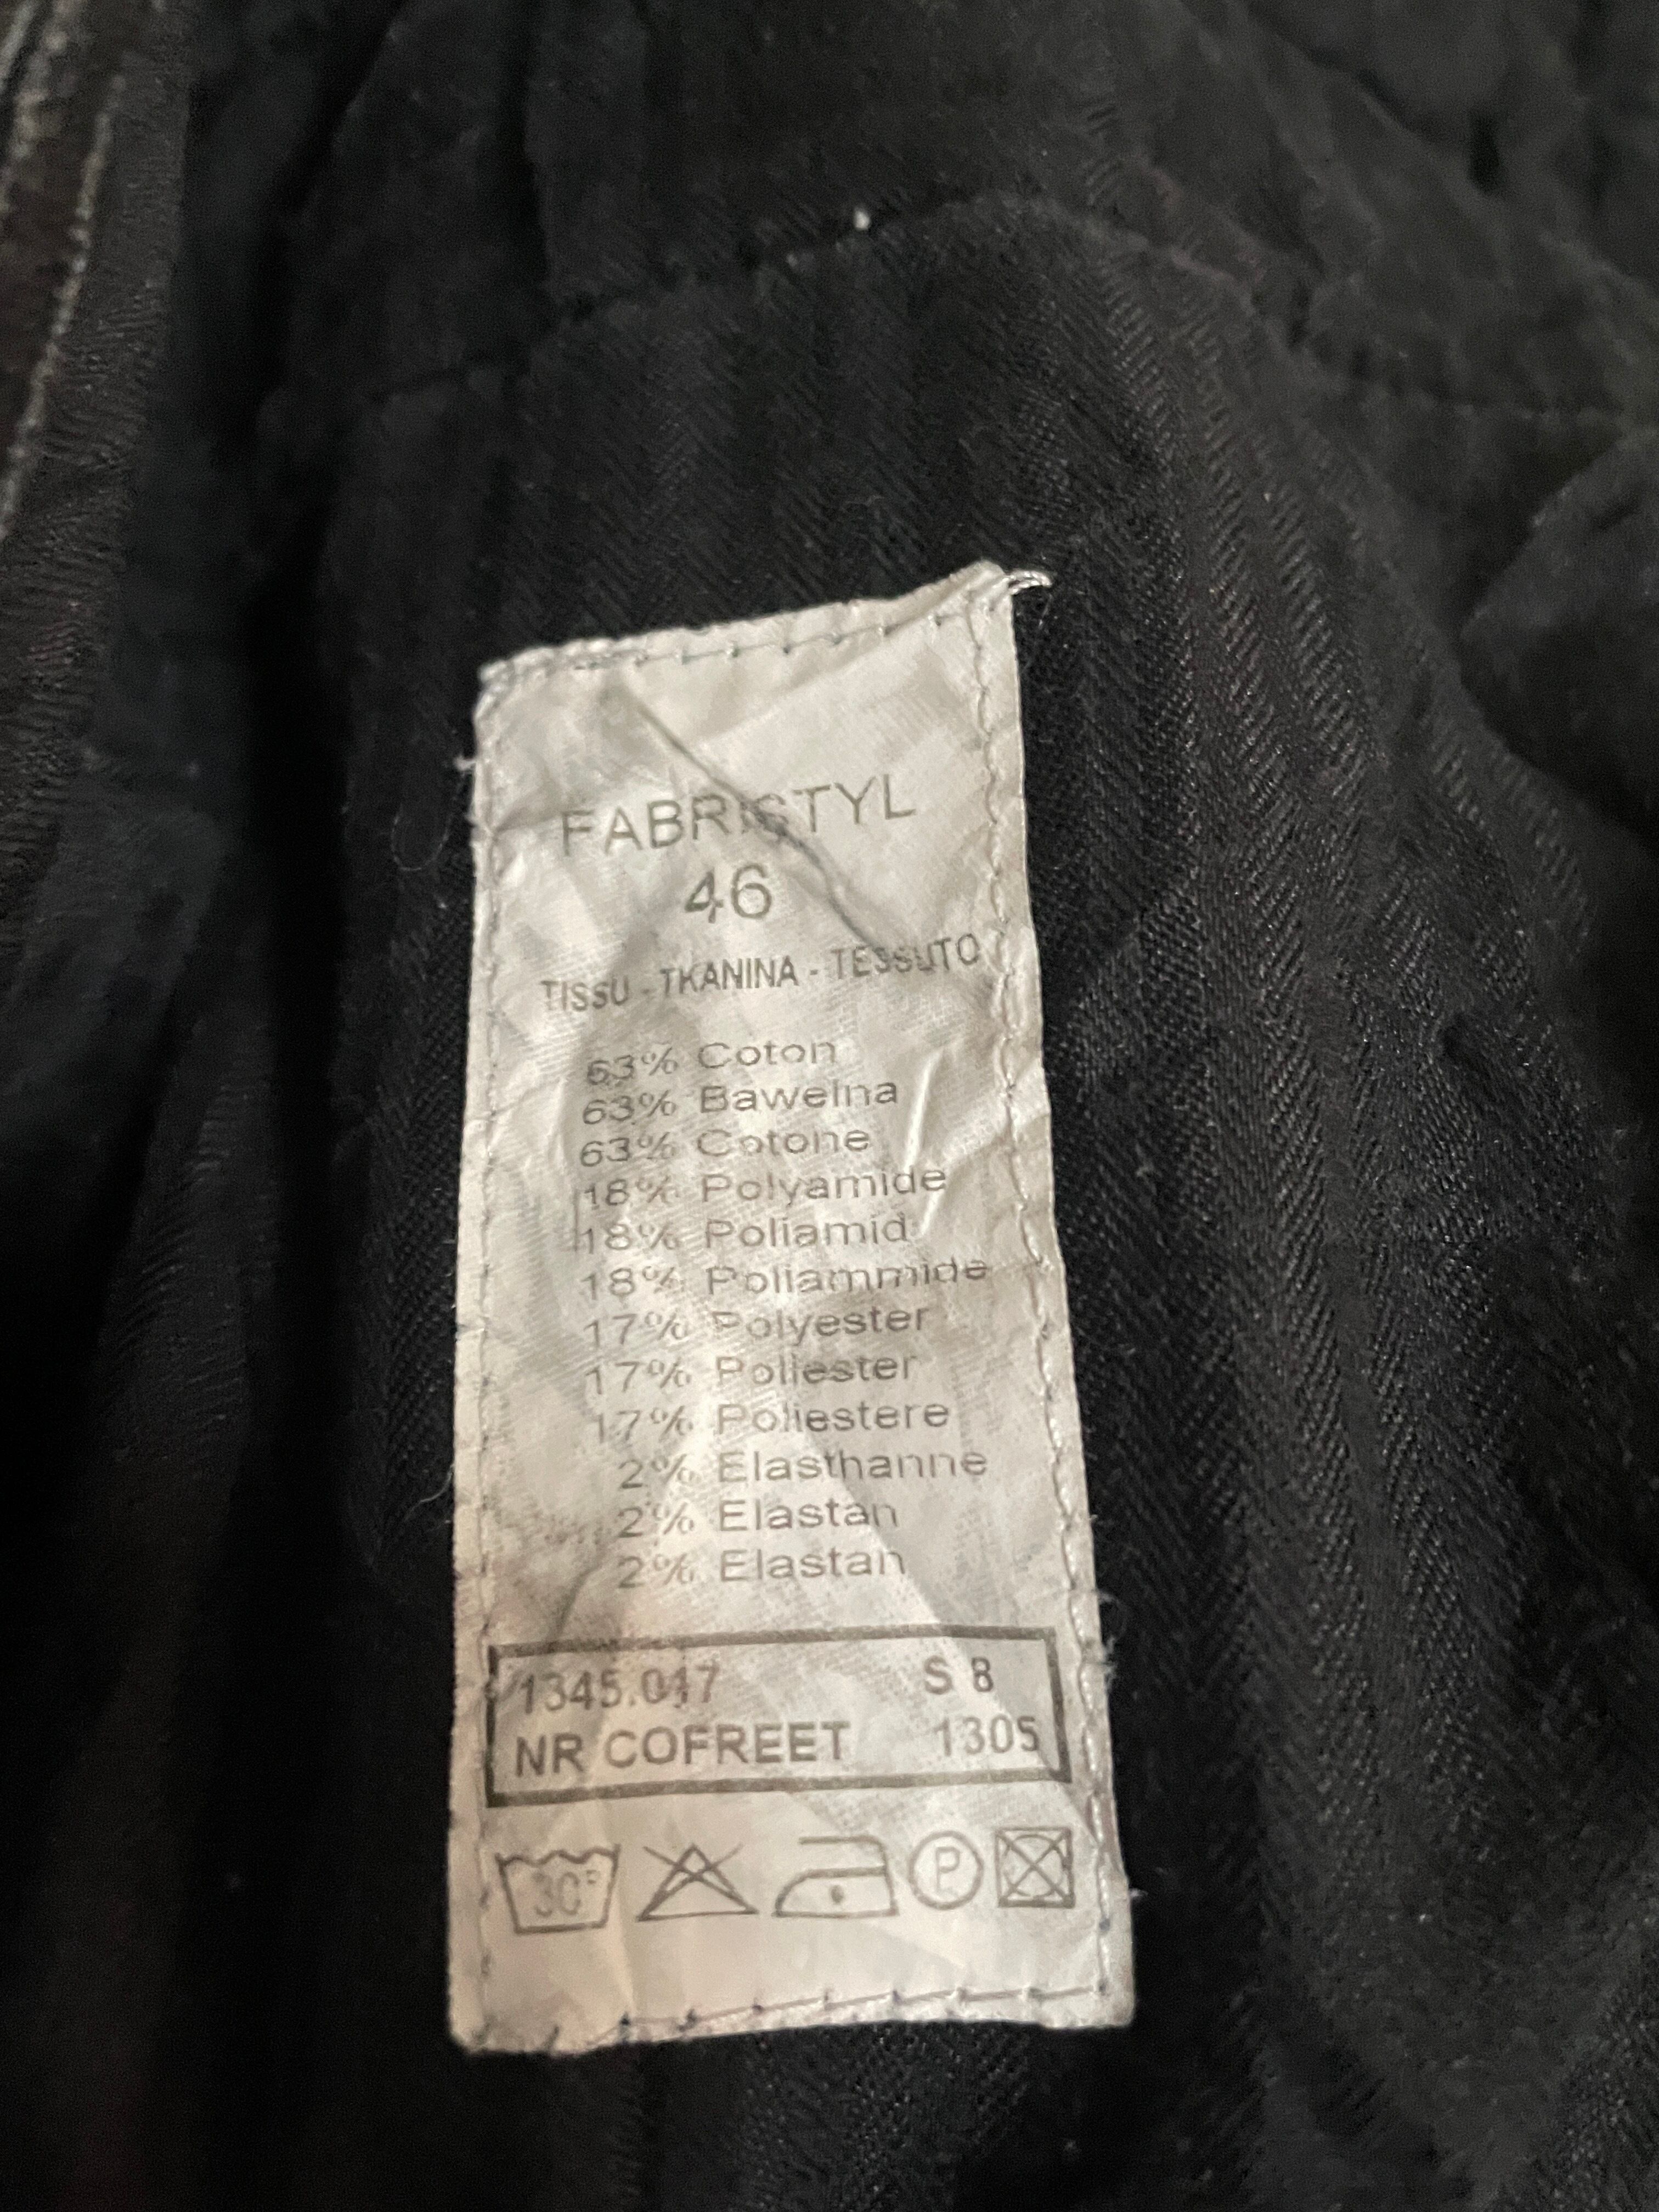 FABRISTYL
46
TISSU - TKANINA - TESSUTO
63% Coton
63% Bawelna
63% Cotone
18% Polyamide
18% Poliamid
18% Poliammide
17% Polyester
17% Poliester
17% Poliestere
2% Elasthanne
2% Elastan
2% Elastan
1345.017 S 8
NR COFREET 1305
30° P